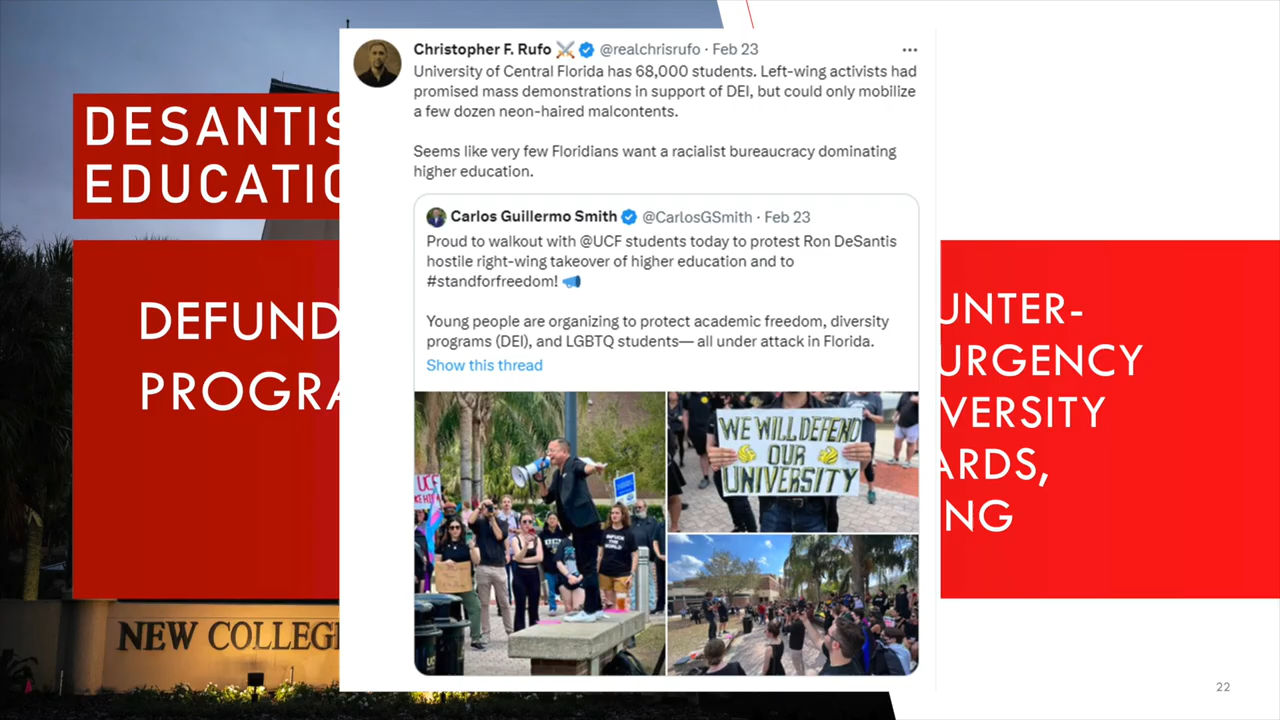 DESANTIS
EDUCATIO
DEFUND
PROGRA
NEW COLLEGE
Christopher F. Rufo ⚔️ @realchrisrufo · Feb 23
University of Central Florida has 68,000 students. Left-wing activists had
promised mass demonstrations in support of DEI, but could only mobilize
a few dozen neon-haired malcontents.
Seems like very few Floridians want a racialist bureaucracy dominating
higher education.
Carlos Guillermo Smith @CarlosGSmith · Feb 23
Proud to walkout with @UCF students today to protest Ron DeSantis
hostile right-wing takeover of higher education and to
#standforfreedom! 📣
Young people are organizing to protect academic freedom, diversity
programs (DEI), and LGBTQ students— all under attack in Florida.
Show this thread
UCF
WE WILL DEFEND
OUR
UNIVERSITY
UNTER-
URGENCY
VERSITY
ARDS,
NG
22